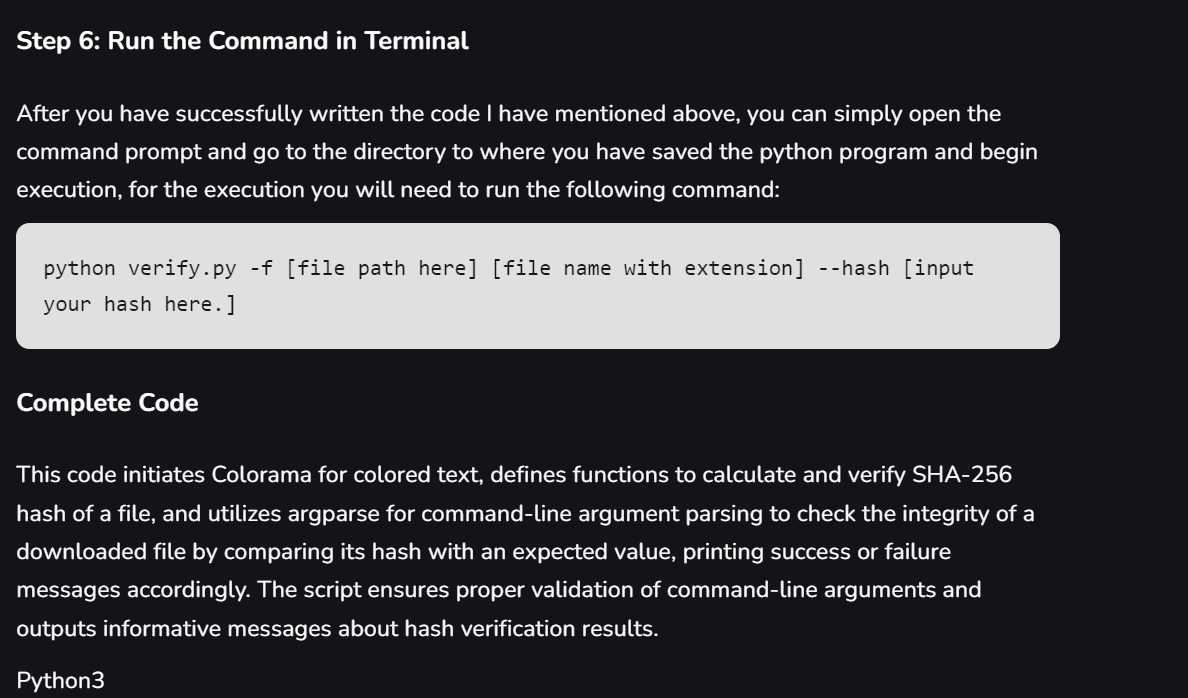 Step 6: Run the Command in Terminal
After you have successfully written the code I have mentioned above, you can simply open the
command prompt and go to the directory to where you have saved the python program and begin
execution, for the execution you will need to run the following command:
python verify.py -f [file path here] [file name with extension] --hash [input
your hash here.]
Complete Code
This code initiates Colorama for colored text, defines functions to calculate and verify SHA-256
hash of a file, and utilizes argparse for command-line argument parsing to check the integrity of a
downloaded file by comparing its hash with an expected value, printing success or failure
messages accordingly. The script ensures proper validation of command-line arguments and
outputs informative messages about hash verification results.
Python3